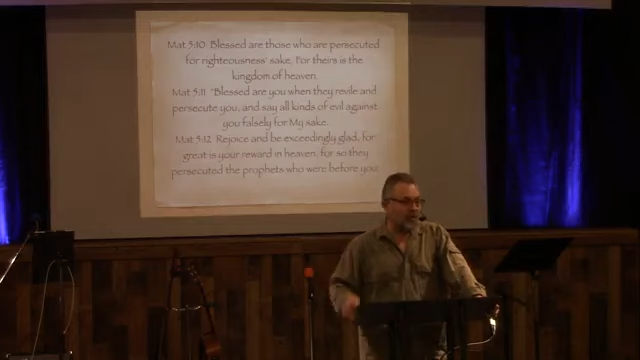 Mat 5:10 Blessed are those who are persecuted
for righteousness' sake, For theirs is the
kingdom of heaven.
Mat 5:11 "Blessed are you when they revile and
persecute you, and say all kinds of evil against
you falsely for My sake.
Mat 5:12 Rejoice and be exceedingly glad, for
great is your reward in heaven, for so they
persecuted the prophets who were before you.